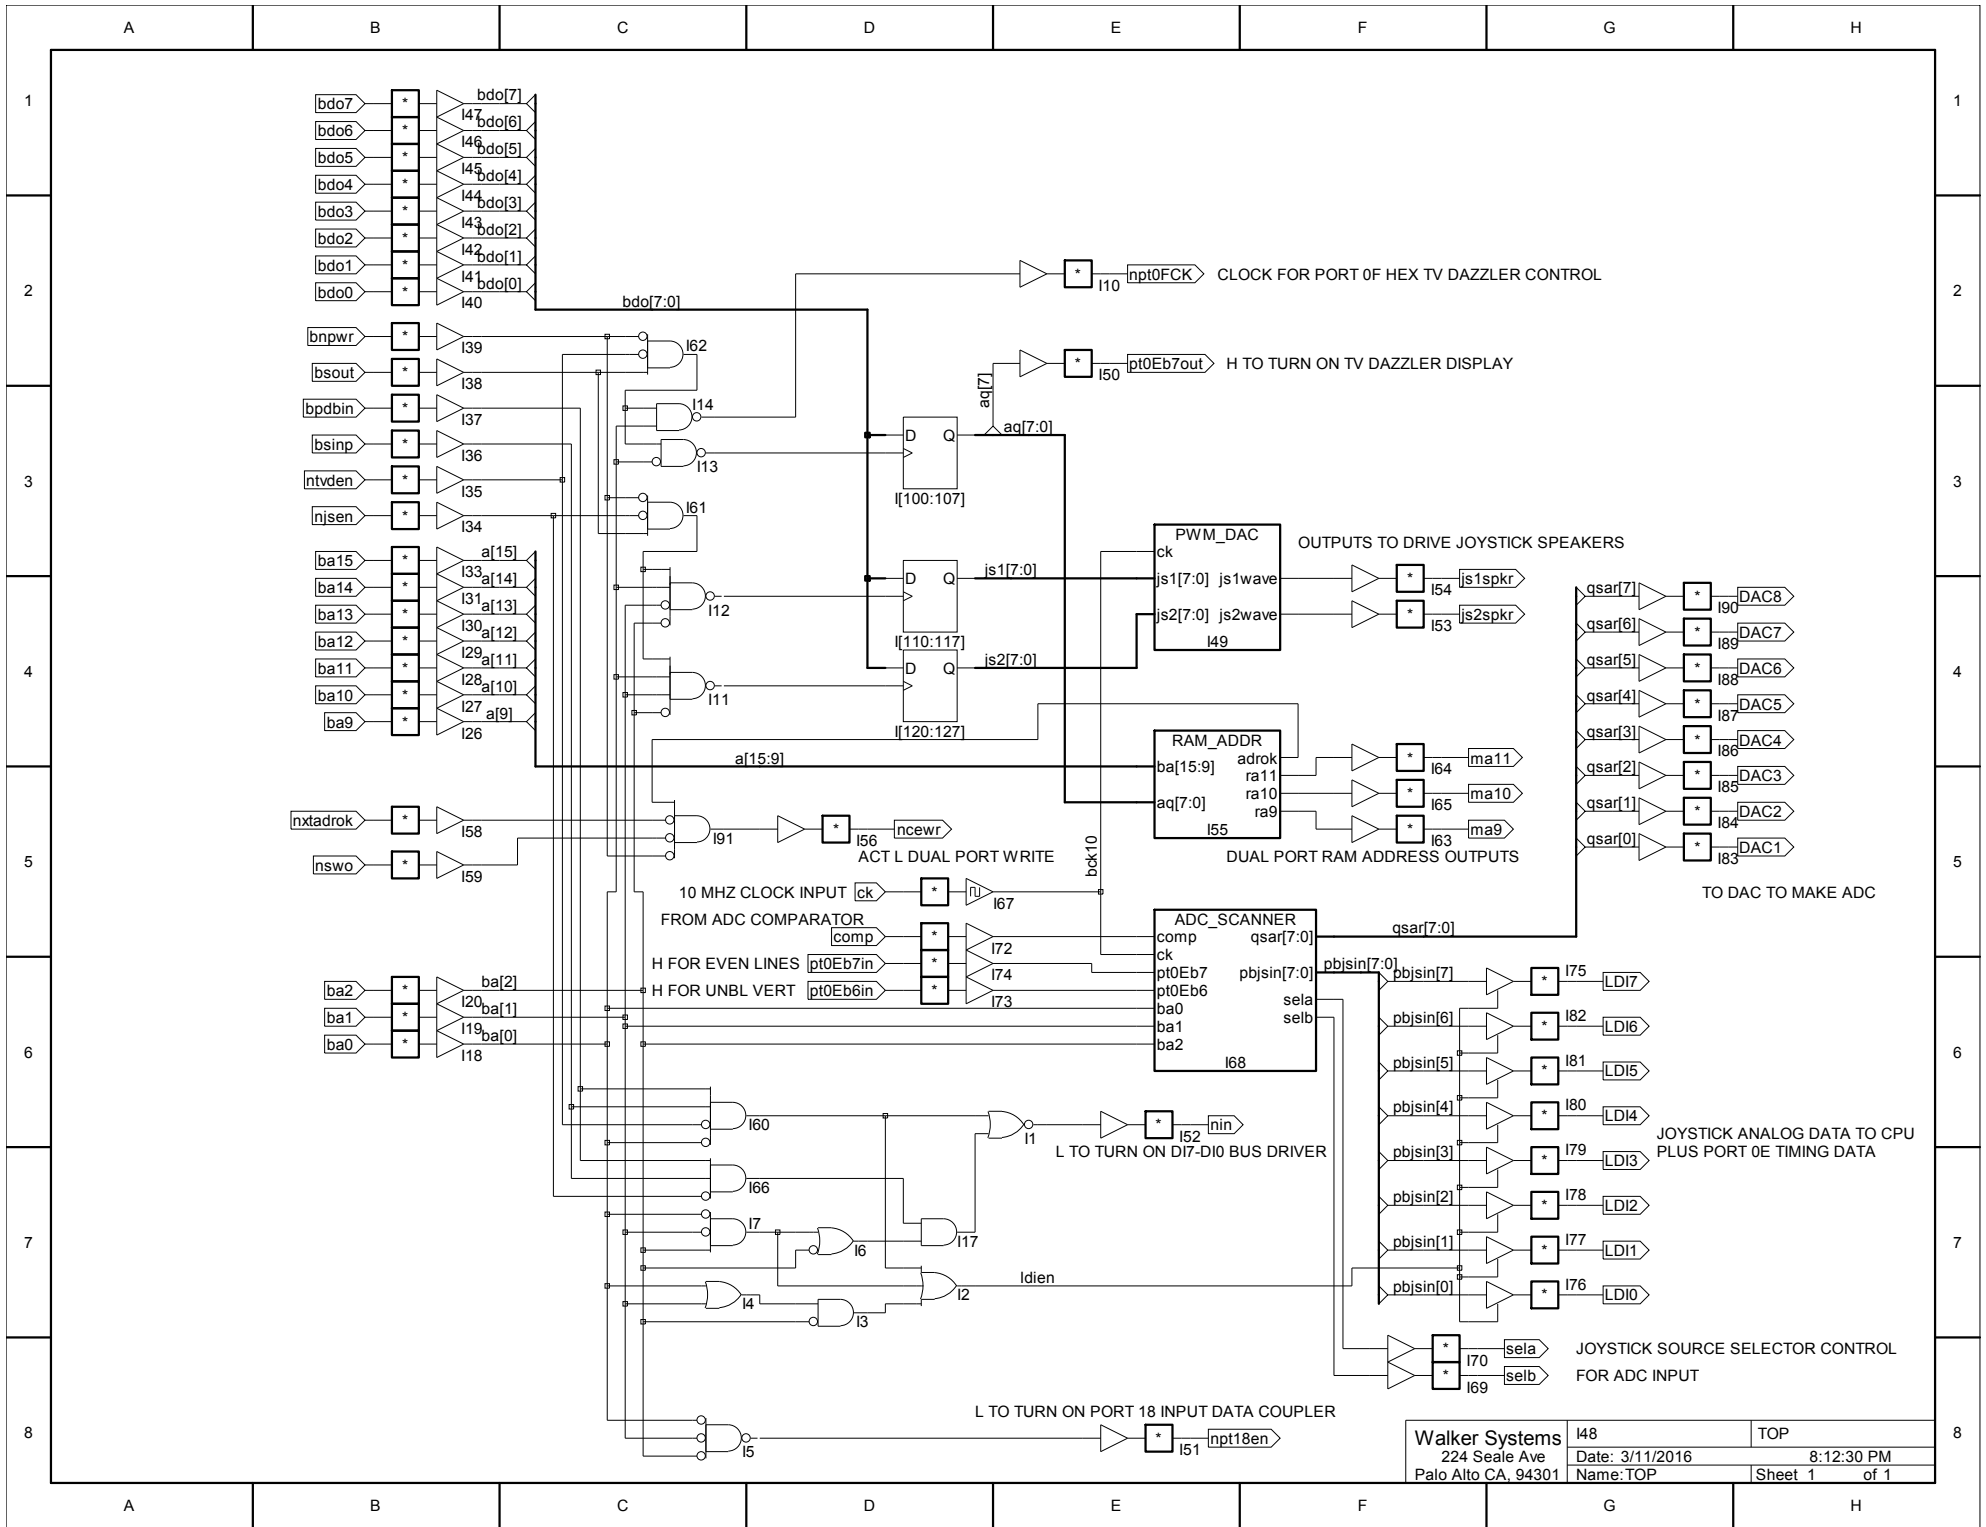 A B C D E F G H
1 1
bdo7 * I47 bdo[7]
bdo6 * I46 bdo[6]
bdo5 * I45 bdo[5]
bdo4 * I44 bdo[4]
2 2
bdo3 * I43 bdo[3]
bdo2 * I42 bdo[2]
bdo1 * I41 bdo[1]
bdo0 * I40 bdo[0]
bdo[7:0]
* I10 npt0FCK CLOCK FOR PORT 0F HEX TV DAZZLER CONTROL
bnpwr * I39
I62
bsout * I38
aq[7] * I50 pt0Eb7out H TO TURN ON TV DAZZLER DISPLAY
3 3
bpdbin * I37
I14
bsinp * I36
I13
D Q aq[7:0]
I[100:107]
ntvden * I35
njsen * I34
I61
ba15 * I33 a[15]
PWM_DAC
ck
js1[7:0] js1wave
js2[7:0] js2wave
I49
OUTPUTS TO DRIVE JOYSTICK SPEAKERS
4 4
ba14 * I31 a[14]
ba13 * I30 a[13]
ba12 * I29 a[12]
ba11 * I28 a[11]
ba10 * I27 a[10]
ba9 * I26 a[9]
I12
D Q js1[7:0]
I[110:117]
* I54 js1spkr
* I53 js2spkr
I11
D Q js2[7:0]
I[120:127]
qsar[7] * I90 DAC8
qsar[6] * I89 DAC7
qsar[5] * I88 DAC6
qsar[4] * I87 DAC5
qsar[3] * I86 DAC4
qsar[2] * I85 DAC3
qsar[1] * I84 DAC2
qsar[0] * I83 DAC1
TO DAC TO MAKE ADC
a[15:9]
RAM_ADDR
adrok
ba[15:9] ra11
ra10
aq[7:0] ra9
I55
* I64 ma11
* I65 ma10
* I63 ma9
DUAL PORT RAM ADDRESS OUTPUTS
5 5
nxtadrok * I58
nswo * I59
I91
* I56 ncewr
ACT L DUAL PORT WRITE
bck10
10 MHZ CLOCK INPUT ck * I67
FROM ADC COMPARATOR
comp * I72
H FOR EVEN LINES pt0Eb7in * I74
H FOR UNBL VERT pt0Eb6in * I73
ADC_SCANNER
comp qsar[7:0]
ck
pt0Eb7 pbjsin[7:0]
pt0Eb6
sela
ba0
selb
ba1
ba2
I68
qsar[7:0]
pbjsin[7:0]
6 6
ba2 * I20 ba[2]
ba1 * I19 ba[1]
ba0 * I18 ba[0]
pbjsin[7] * I75 LDI7
pbjsin[6] * I82 LDI6
pbjsin[5] * I81 LDI5
pbjsin[4] * I80 LDI4
pbjsin[3] * I79 LDI3
pbjsin[2] * I78 LDI2
pbjsin[1] * I77 LDI1
pbjsin[0] * I76 LDI0
JOYSTICK ANALOG DATA TO CPU
PLUS PORT 0E TIMING DATA
I60
I1
* I52 nin
L TO TURN ON DI7-DI0 BUS DRIVER
I66
7 7
I7
I6
I17
I2
ldien
I4
I3
* I70 sela JOYSTICK SOURCE SELECTOR CONTROL
* I69 selb FOR ADC INPUT
8 8
L TO TURN ON PORT 18 INPUT DATA COUPLER
I5
* I51 npt18en
Walker Systems
224 Seale Ave
Palo Alto CA, 94301
I48 TOP
Date: 3/11/2016 8:12:30 PM
Name:TOP Sheet 1 of 1
A B C D E F G H